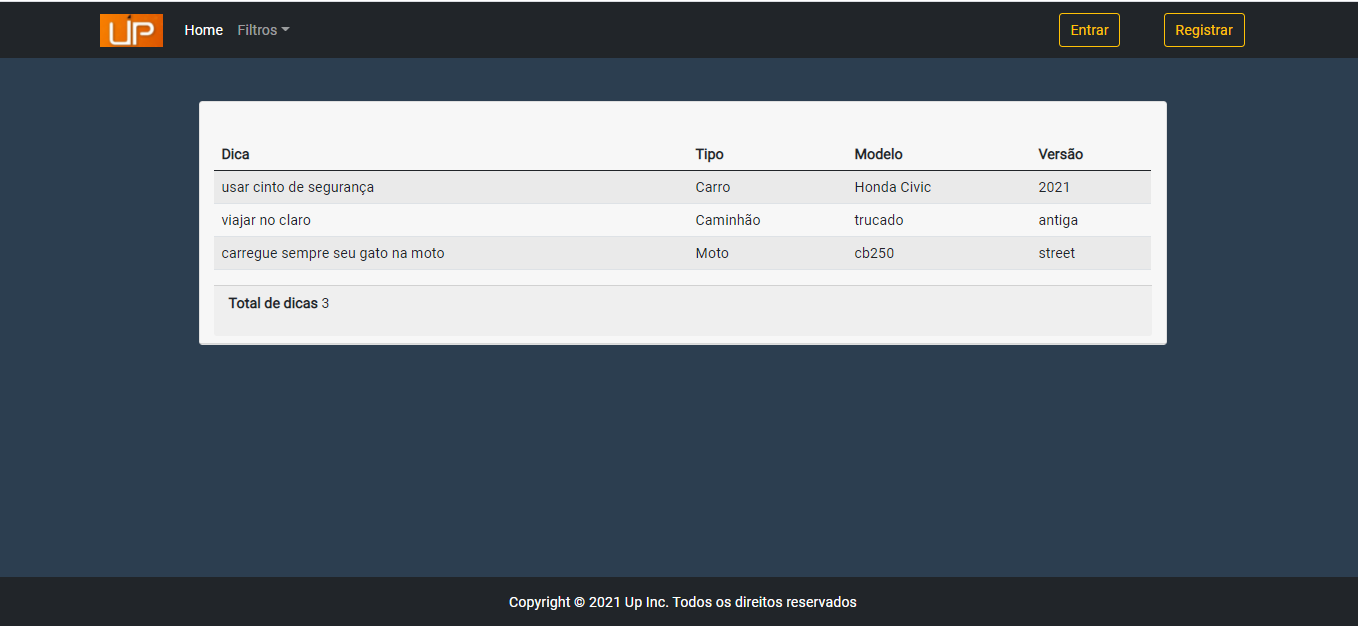 UP Home Filtros Entrar Registrar
Dica Tipo Modelo Versão
usar cinto de segurança Carro Honda Civic 2021
viajar no claro Caminhão trucado antiga
carregue sempre seu gato na moto Moto cb250 street
Total de dicas 3
Copyright © 2021 Up Inc. Todos os direitos reservados